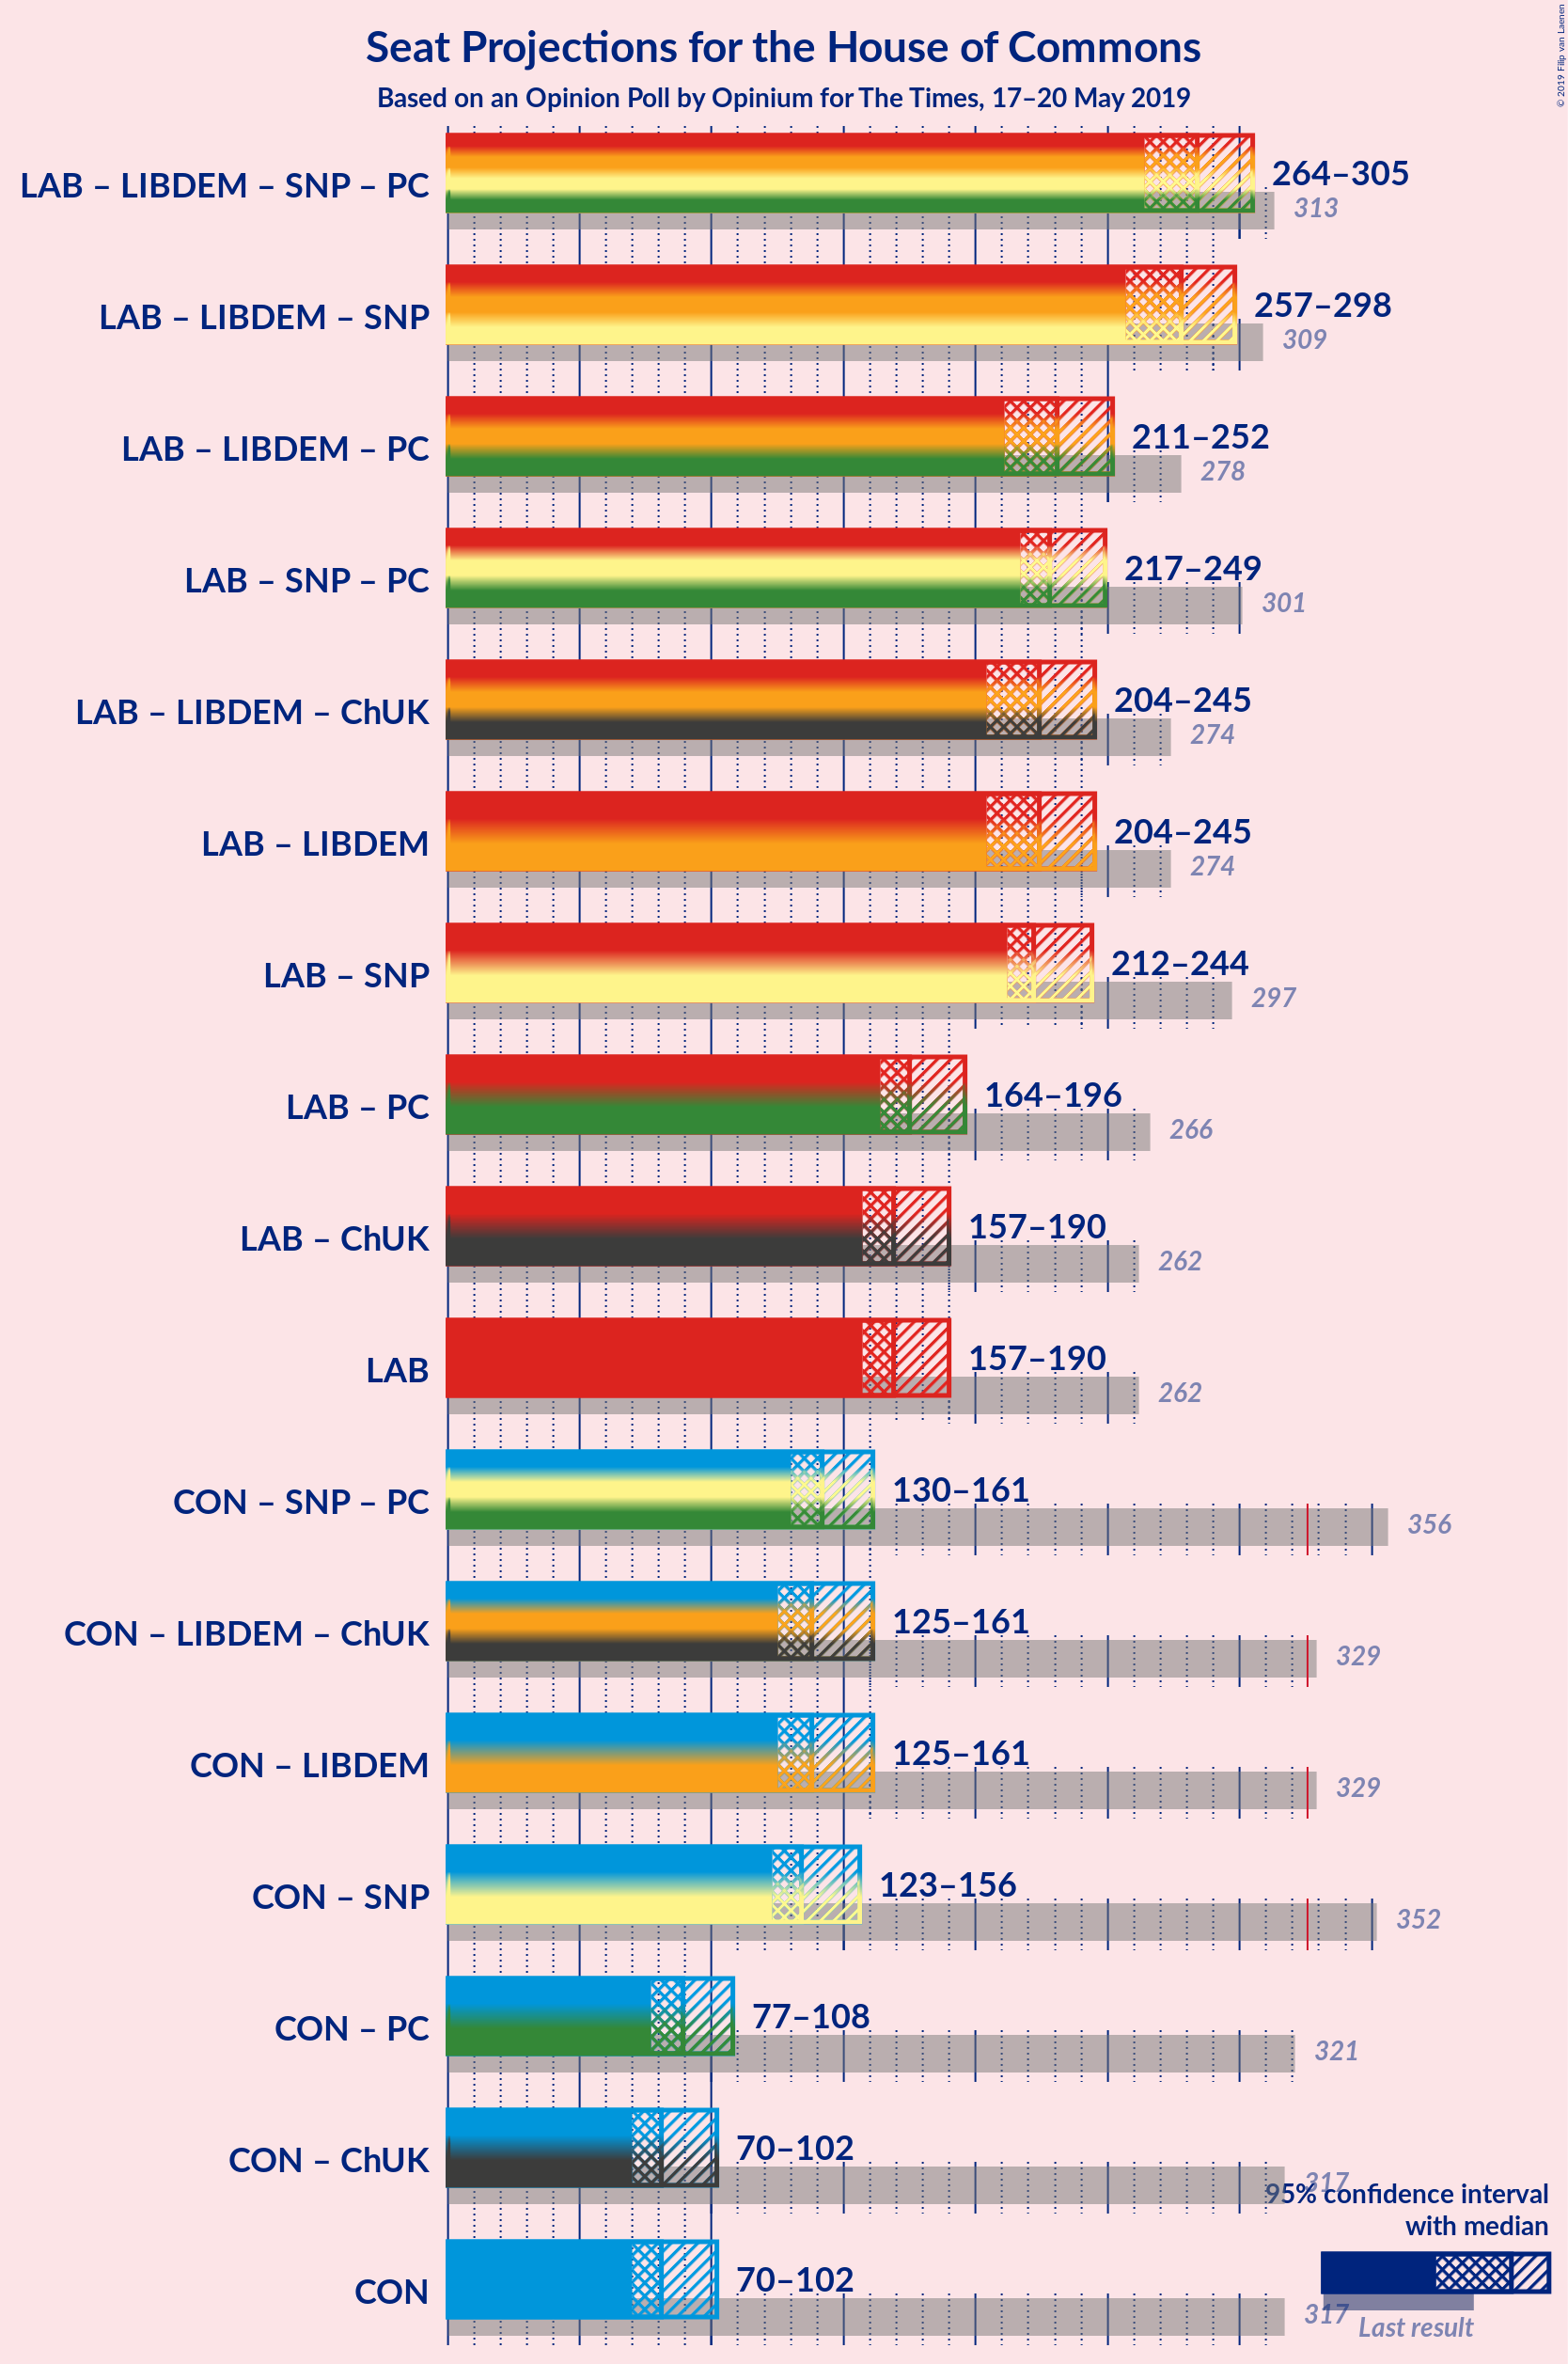 Seat Projections for the House of Commons
Based on an Opinion Poll by Opinium for The Times, 17–20 May 2019
© 2019 Filip van Laenen
LAB – LIBDEM – SNP – PC
264–305
313
LAB – LIBDEM – SNP
257–298
309
LAB – LIBDEM – PC
211–252
278
LAB – SNP – PC
217–249
301
LAB – LIBDEM – ChUK
204–245
274
LAB – LIBDEM
204–245
274
LAB – SNP
212–244
297
LAB – PC
164–196
266
LAB – ChUK
157–190
262
LAB
157–190
262
CON – SNP – PC
130–161
356
CON – LIBDEM – ChUK
125–161
329
CON – LIBDEM
125–161
329
CON – SNP
123–156
352
CON – PC
77–108
321
CON – ChUK
70–102
317
CON
70–102
317
95% confidence interval
with median
Last result